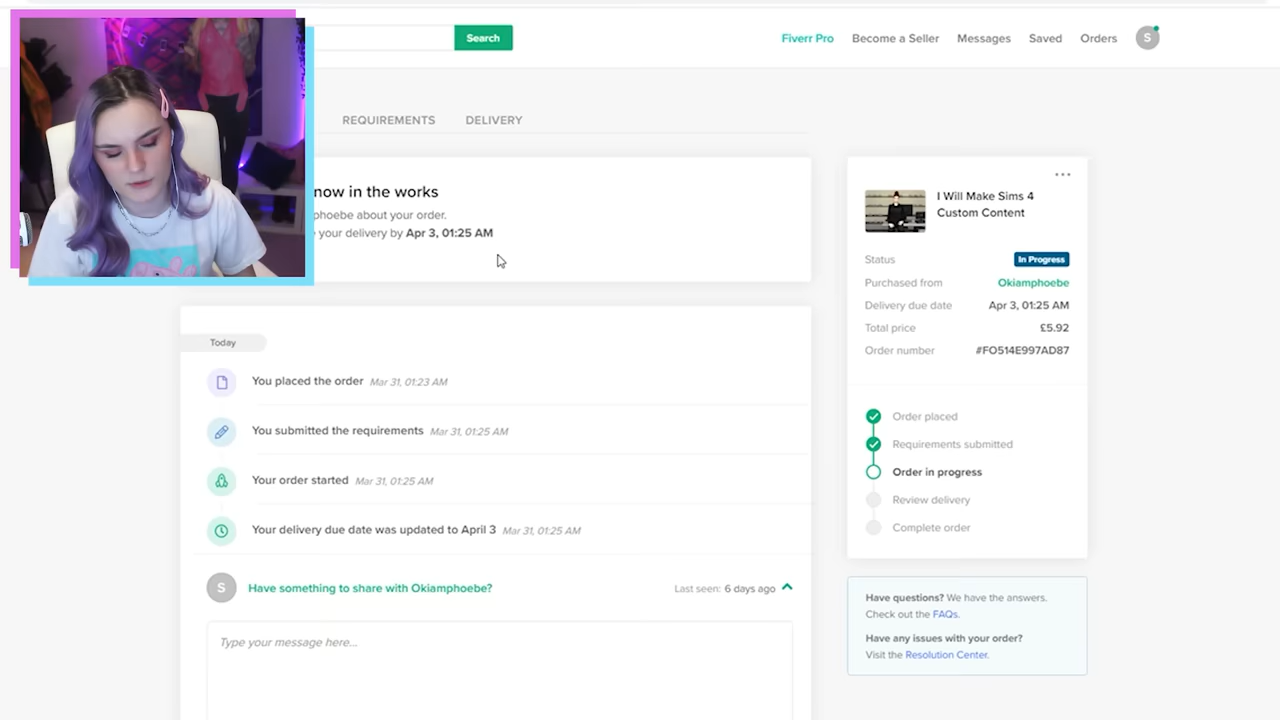 Search
Fiverr Pro
Become a Seller
Messages
Saved
Orders
S
REQUIREMENTS
DELIVERY
now in the works
phoebe about your order.
your delivery by Apr 3, 01:25 AM
Today
You placed the order Mar 31, 01:23 AM
You submitted the requirements Mar 31, 01:25 AM
Your order started Mar 31, 01:25 AM
Your delivery due date was updated to April 3 Mar 31, 01:25 AM
S
Have something to share with Okiamphoebe?
Last seen: 6 days ago
Type your message here...
I Will Make Sims 4
Custom Content
Status In Progress
Purchased from Okiamphoebe
Delivery due date Apr 3, 01:25 AM
Total price £5.92
Order number #FO514E997AD87
Order placed
Requirements submitted
Order in progress
Review delivery
Complete order
Have questions? We have the answers.
Check out the FAQs.
Have any issues with your order?
Visit the Resolution Center.